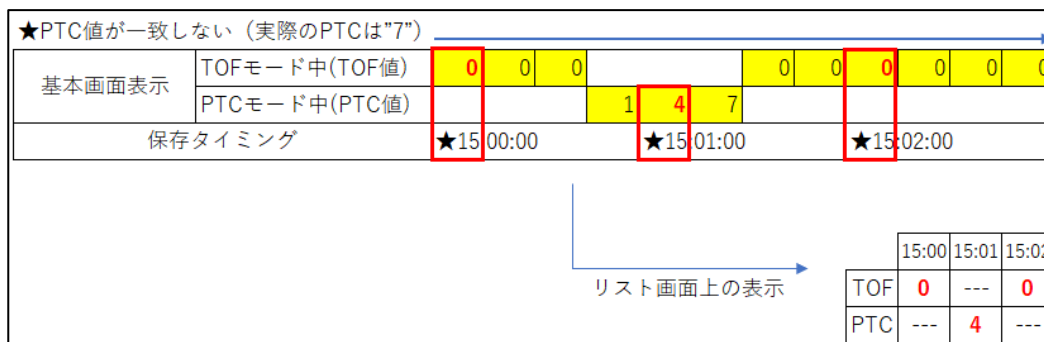 ★PTC値が一致しない（実際のPTCは”7”）
基本画面表示 TOFモード中(TOF値) 0 0 0 0 0 0 0 0 0
PTCモード中(PTC値) 1 4 7
保存タイミング ★15:00:00 ★15:01:00 ★15:02:00
リスト画面上の表示
15:00 15:01 15:02
TOF 0 --- 0
PTC --- 4 ---